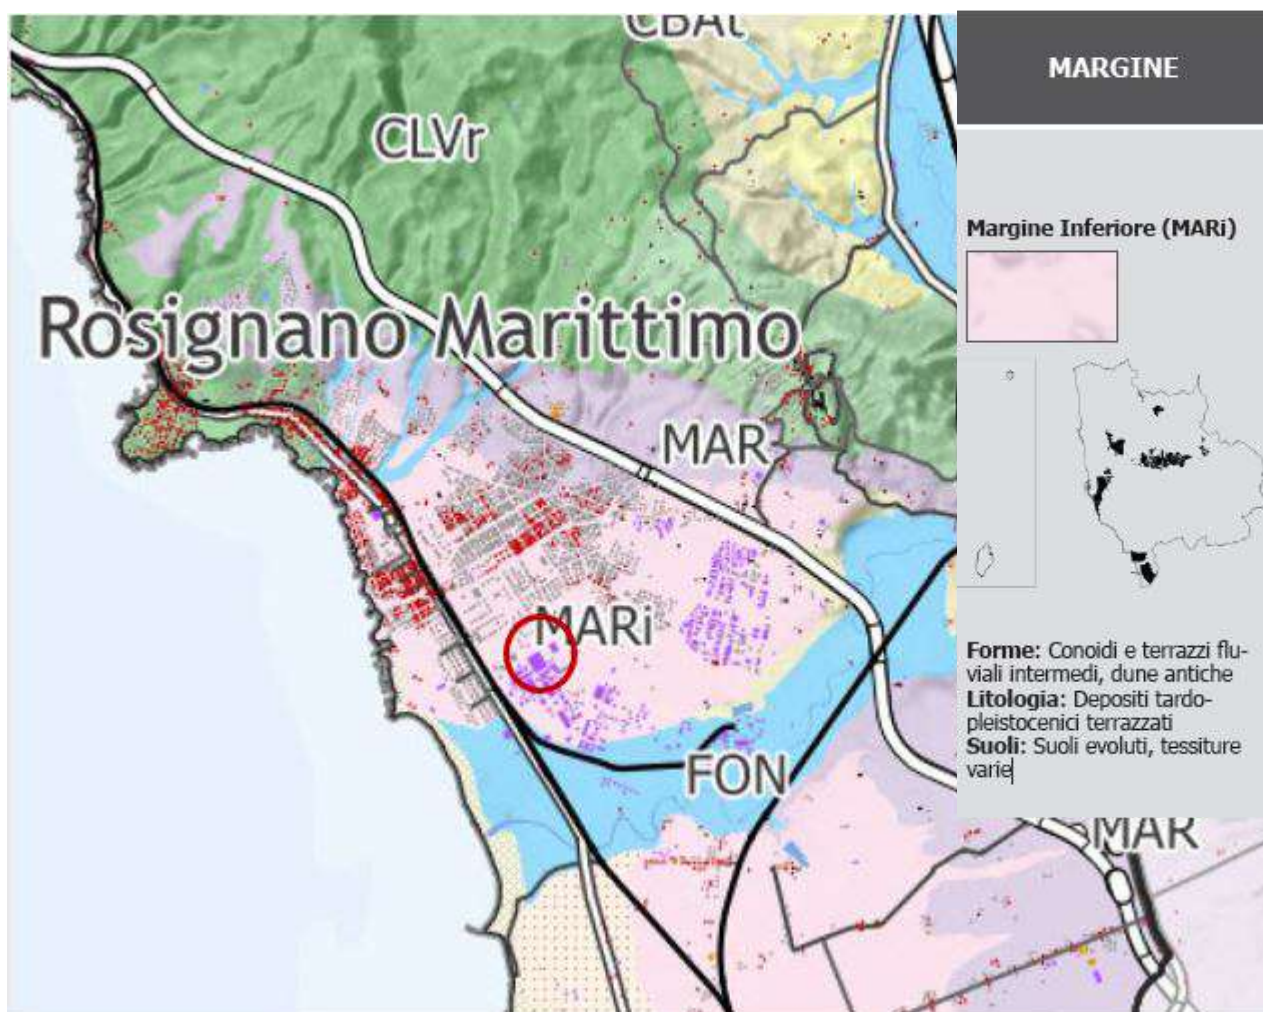 CBAt
CLVr
Rosignano Marittimo
MAR
MARi
FON
MAR
MARGINE
Margine Inferiore (MARi)
Forme: Conoidi e terrazzi flu-
viali intermedi, dune antiche
Litologia: Depositi tardo-
pleistocenici terrazzati
Suoli: Suoli evoluti, tessiture
varie